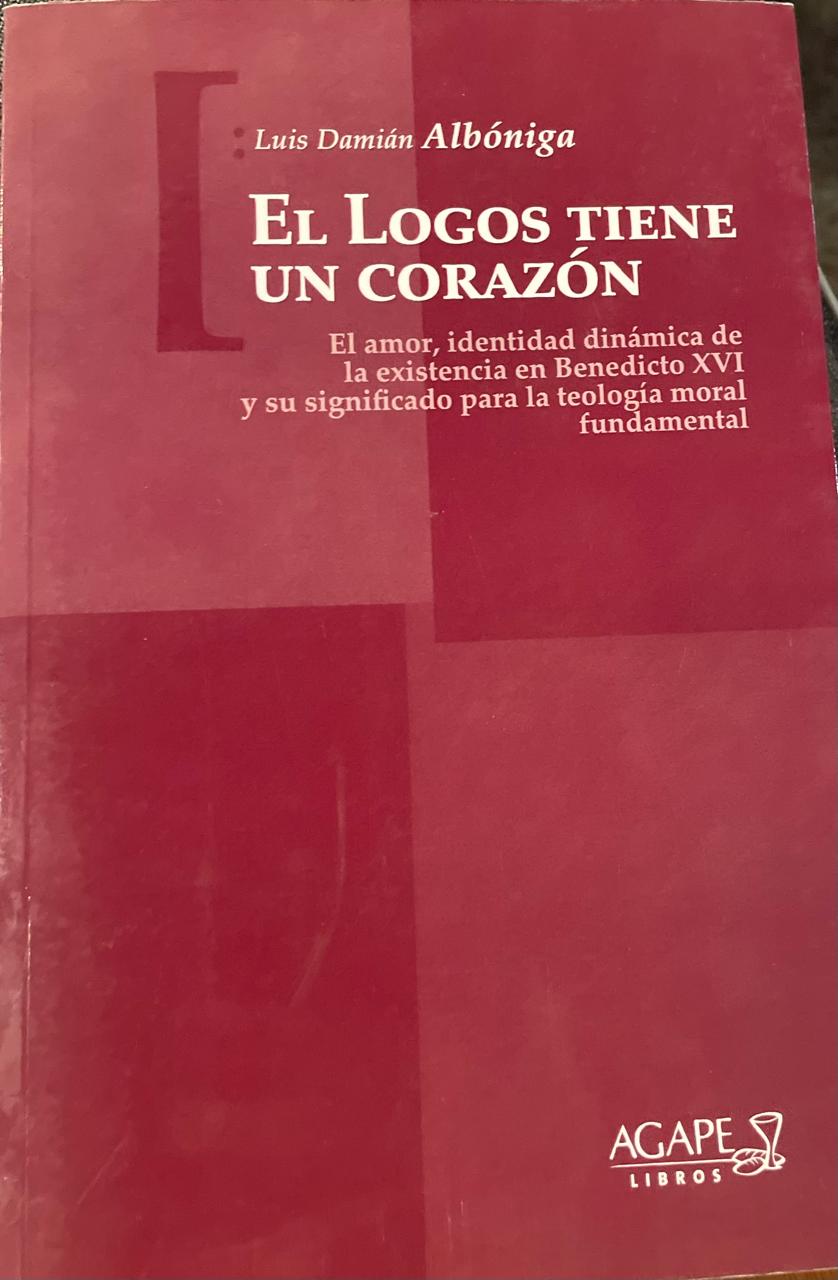 Luis Damián Albóniga
EL LOGOS TIENE
UN CORAZÓN
El amor, identidad dinámica de
la existencia en Benedicto XVI
y su significado para la teología moral
fundamental
AGAPE
LIBROS